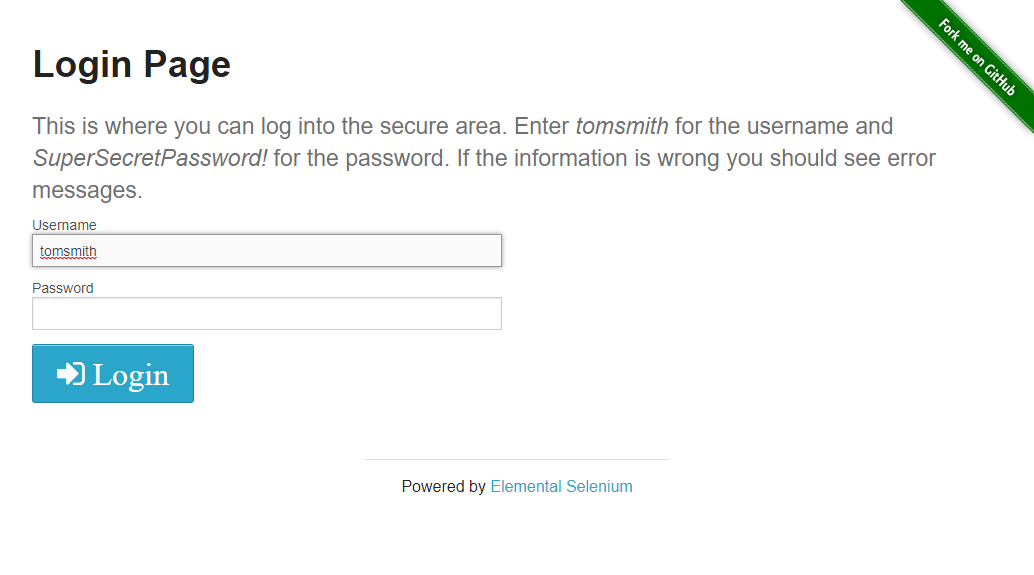 Fork me on GitHub
Login Page
This is where you can log into the secure area. Enter tomsmith for the username and
SuperSecretPassword! for the password. If the information is wrong you should see error
messages.
Username
tomsmith
Password
Login
Powered by Elemental Selenium